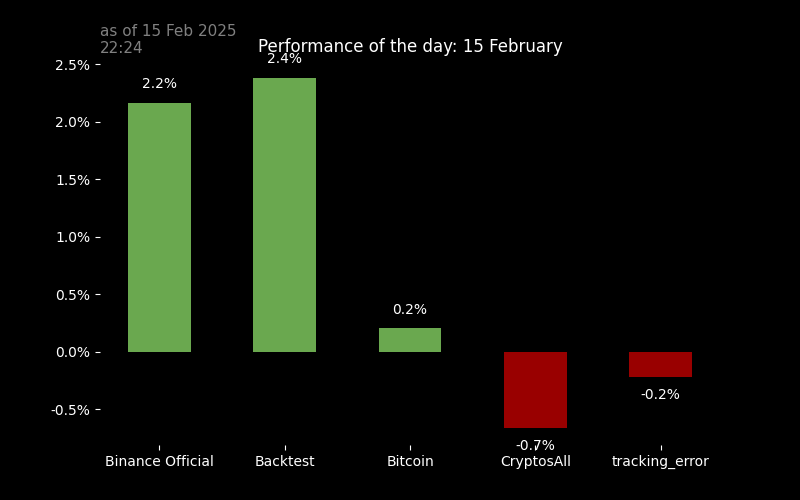 as of 15 Feb 2025
22:24
Performance of the day: 15 February
2.5%
2.0%
1.5%
1.0%
0.5%
0.0%
-0.5%
2.2%
2.4%
0.2%
-0.7%
-0.2%
Binance Official
Backtest
Bitcoin
CryptosAll
tracking_error